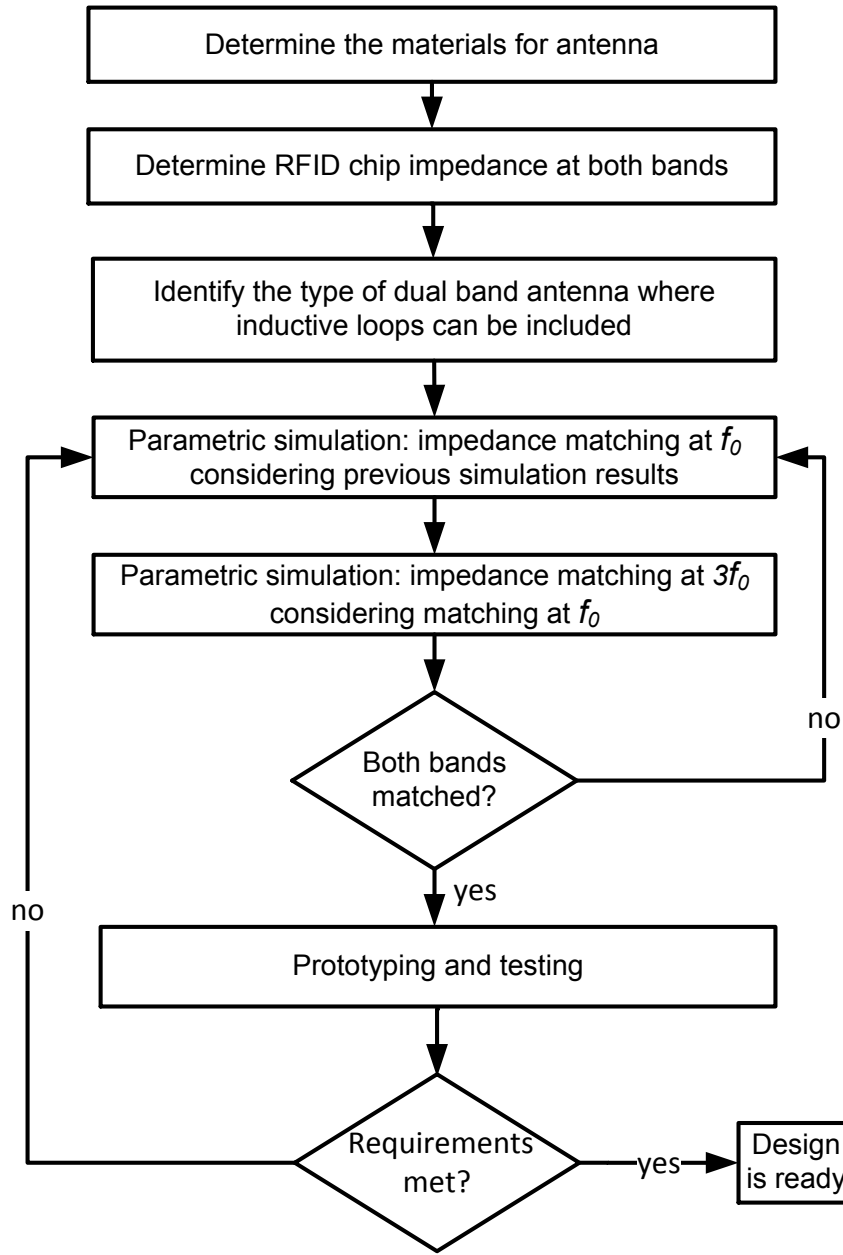 Determine the materials for antenna
Determine RFID chip impedance at both bands
Identify the type of dual band antenna where
inductive loops can be included
Parametric simulation: impedance matching at f₀
considering previous simulation results
Parametric simulation: impedance matching at 3f₀
considering matching at f₀
Both bands
matched?
no
yes
no
Prototyping and testing
Requirements
met?
yes
Design
is ready